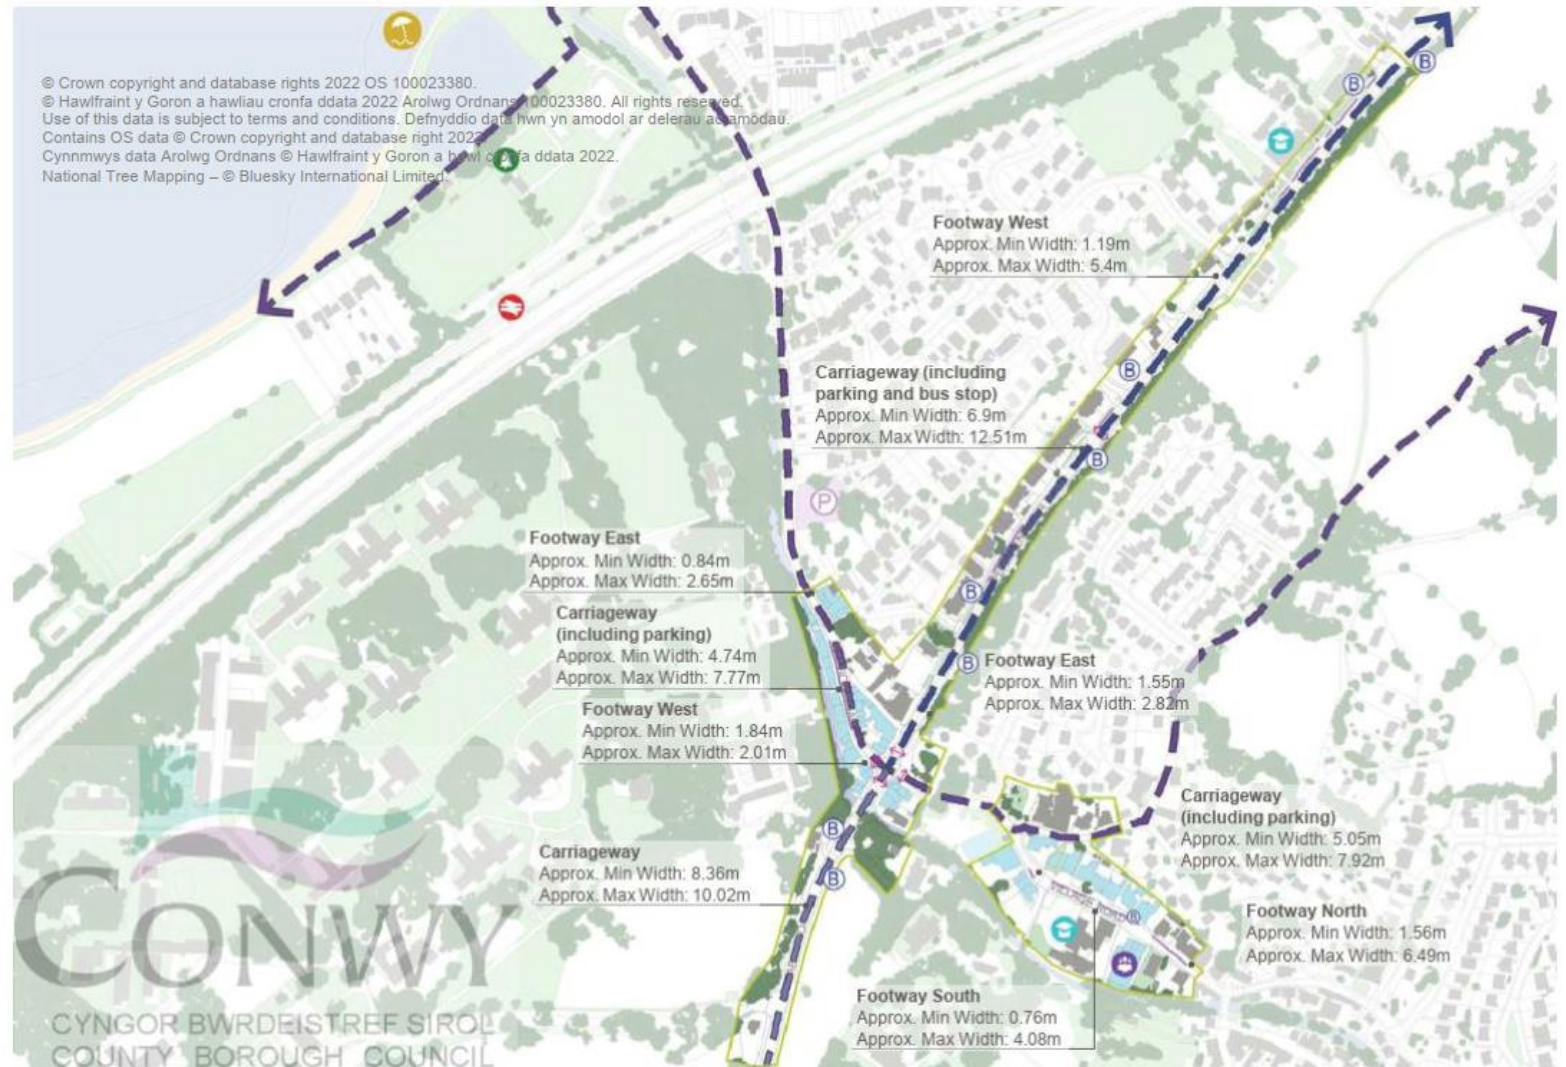 © Crown copyright and database rights 2022 OS 100023380.
© Hawlfraint y Goron a hawliau cronfa ddata 2022 Arolwg Ordnans 100023380. All rights reserved.
Use of this data is subject to terms and conditions. Defnyddio data hwn yn amodol ar delerau ac amodau.
Contains OS data © Crown copyright and database right 2022
Cynnmwys data Arolwg Ordnans © Hawlfraint y Goron a hawl cronfa ddata 2022.
National Tree Mapping – © Bluesky International Limited.
B
B
Footway West
Approx. Min Width: 1.19m
Approx. Max Width: 5.4m
Carriageway (including
parking and bus stop)
Approx. Min Width: 6.9m
Approx. Max Width: 12.51m
B
B
P
Footway East
Approx. Min Width: 0.84m
Approx. Max Width: 2.65m
B
Carriageway
(including parking)
Approx. Min Width: 4.74m
Approx. Max Width: 7.77m
B
Footway East
Approx. Min Width: 1.55m
Approx. Max Width: 2.82m
Footway West
Approx. Min Width: 1.84m
Approx. Max Width: 2.01m
Carriageway
(including parking)
Approx. Min Width: 5.05m
Approx. Max Width: 7.92m
B
B
Carriageway
Approx. Min Width: 8.36m
Approx. Max Width: 10.02m
B
Footway North
Approx. Min Width: 1.56m
Approx. Max Width: 6.49m
Footway South
Approx. Min Width: 0.76m
Approx. Max Width: 4.08m
CONWY
CYNGOR BWRDEISTREF SIROL
COUNTY BOROUGH COUNCIL